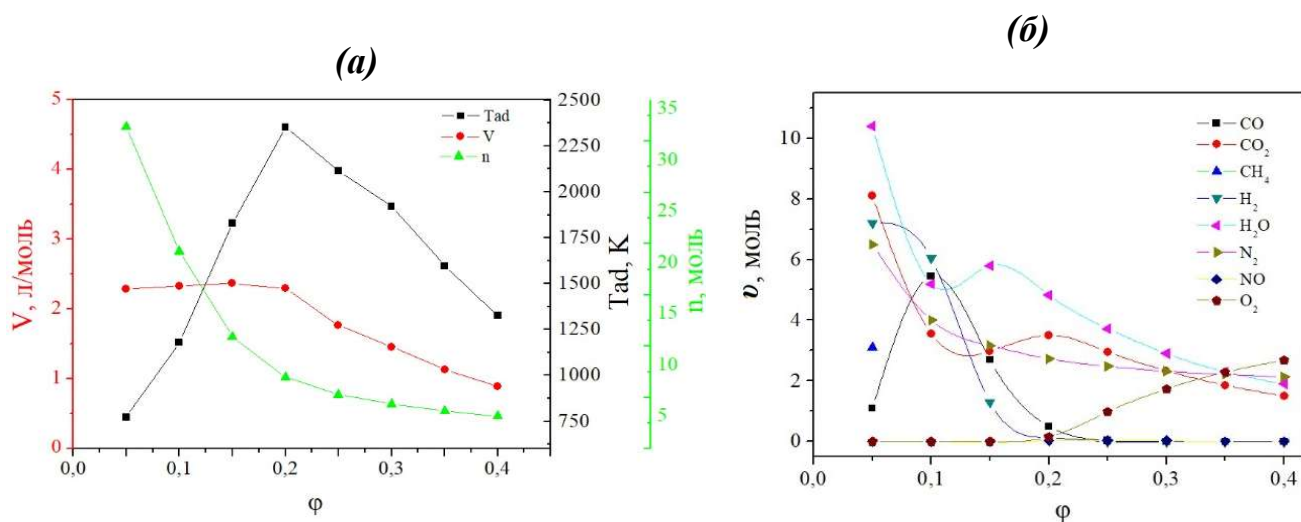 (а)
5
4
3
2
1
0
V, л/моль
0,0
0,1
0,2
0,3
0,4
φ
Tad
V
n
2500
2250
2000
1750
1500
1250
1000
750
Tad, K
35
30
25
20
15
10
5
n, моль
(б)
10
8
6
4
2
0
υ, моль
0,0
0,1
0,2
0,3
0,4
φ
CO
CO₂
CH₄
H₂
H₂O
N₂
NO
O₂